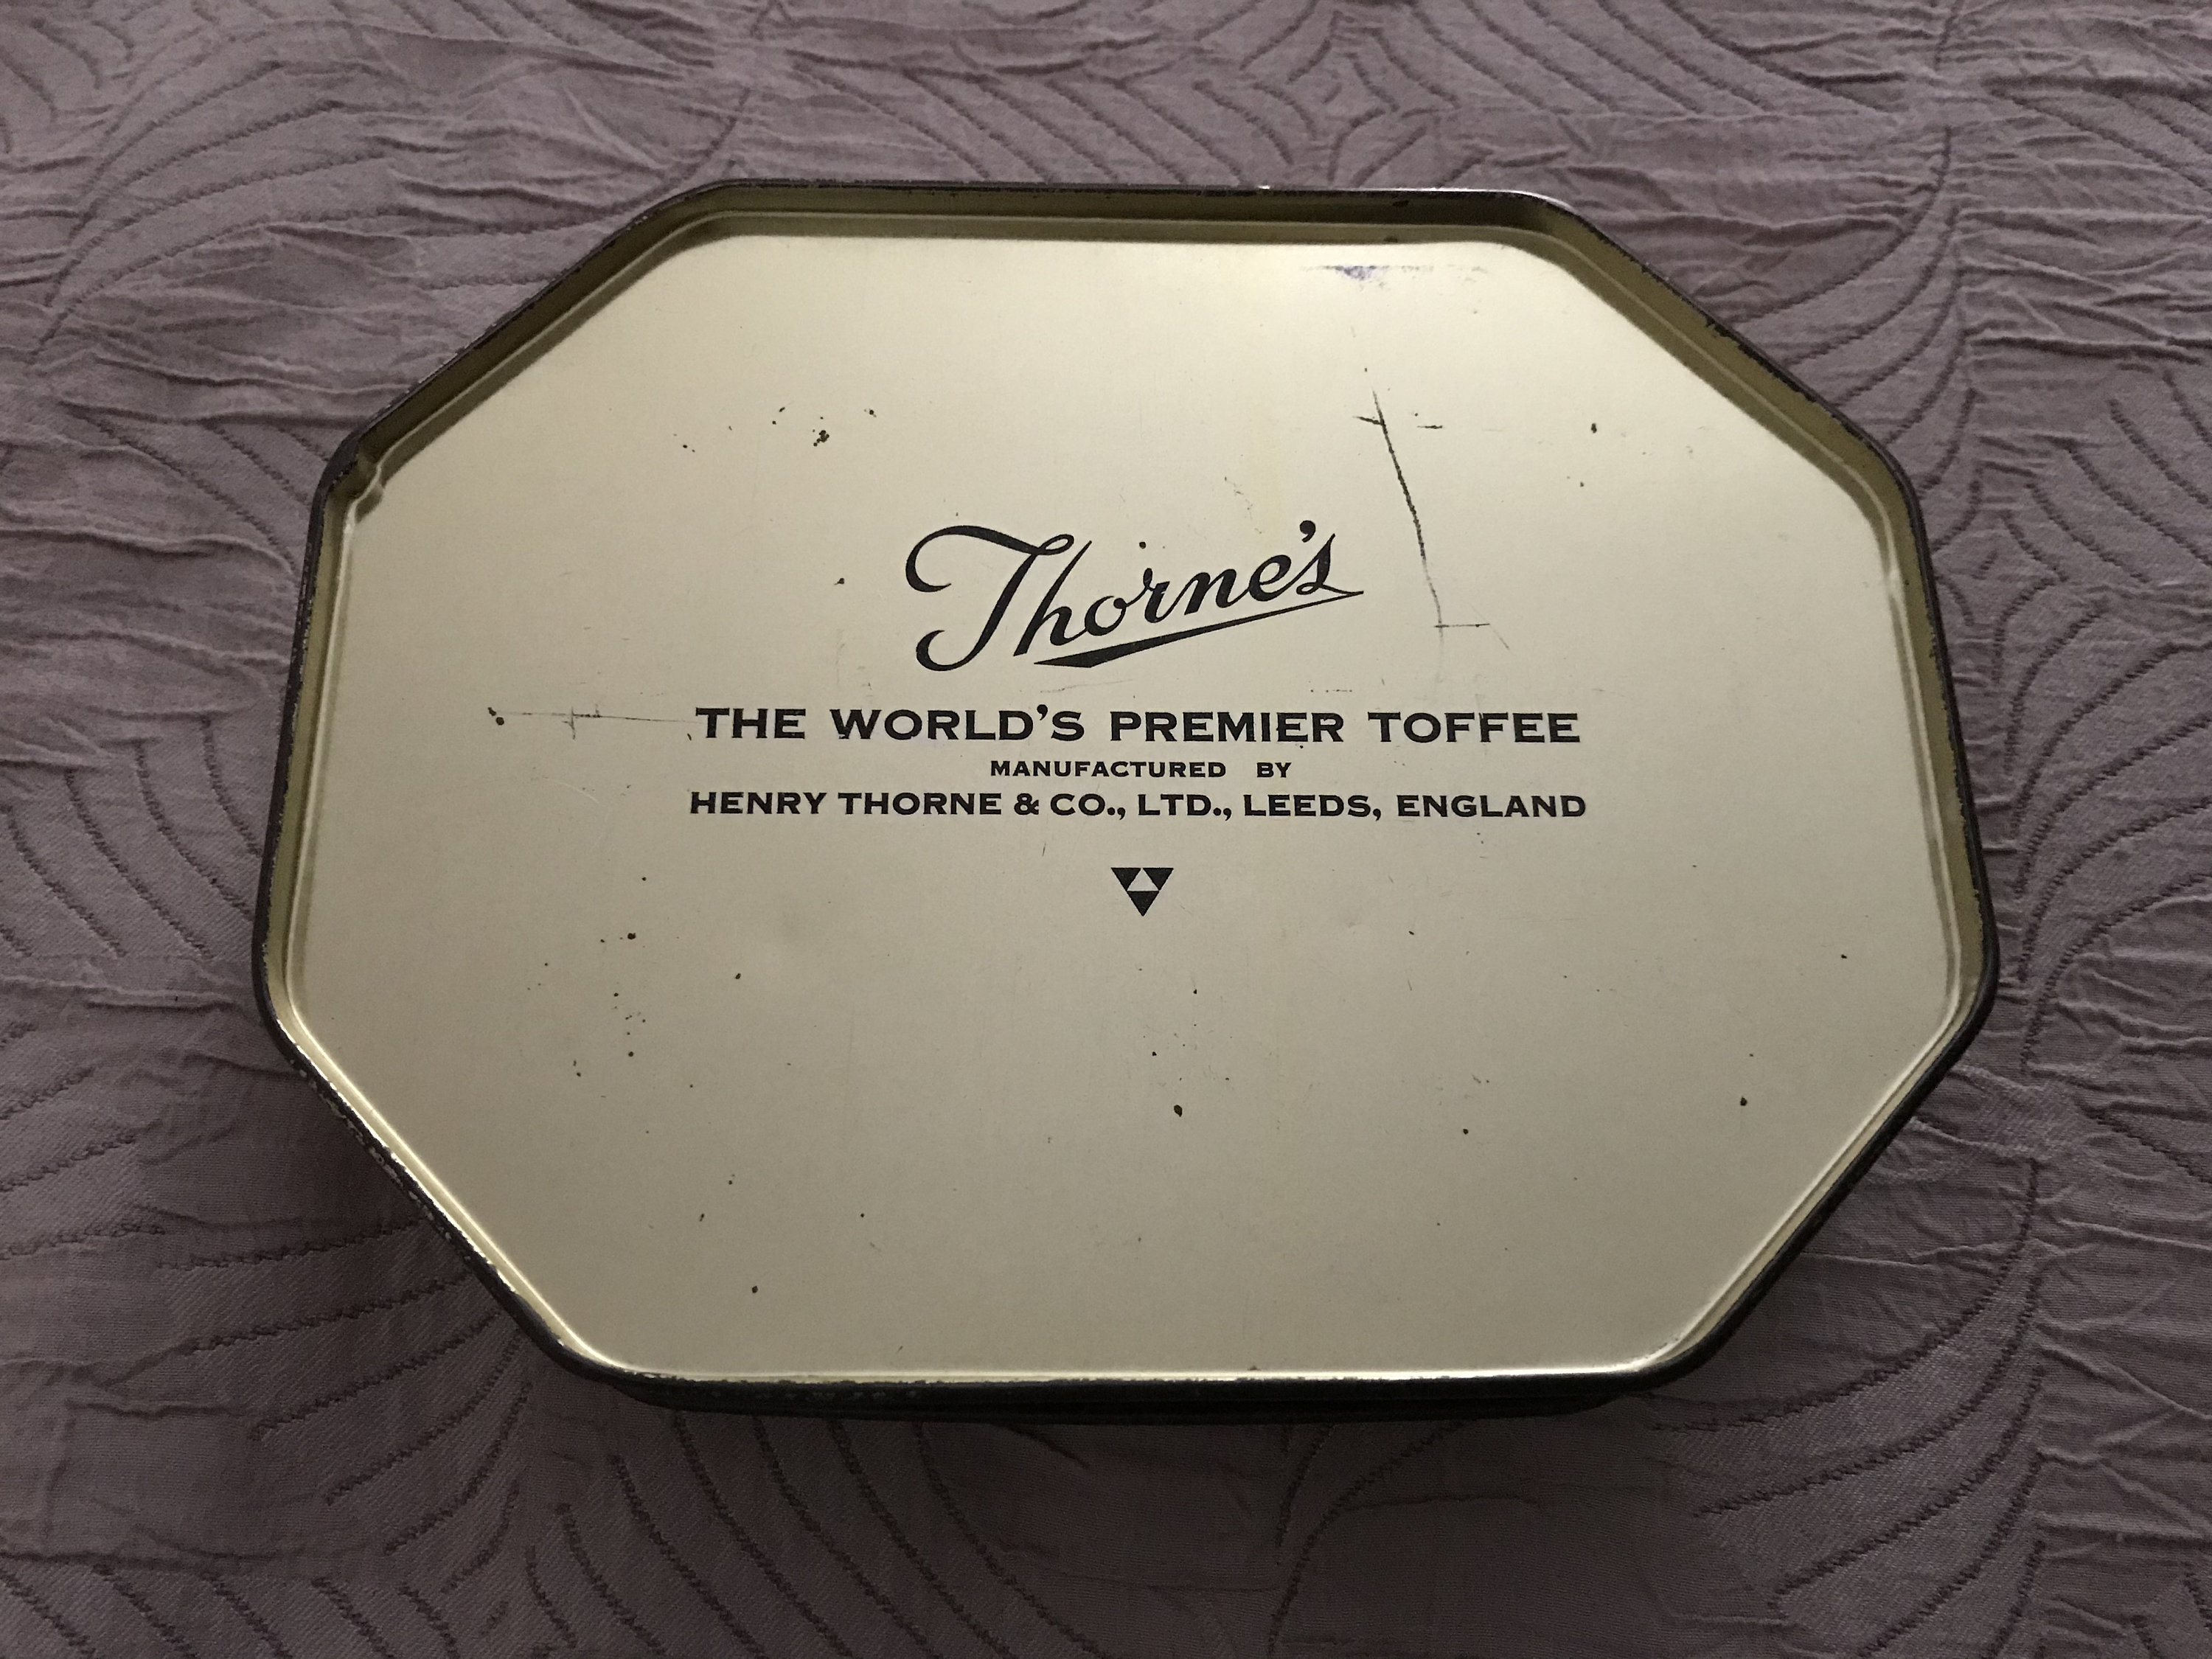 Thorne's
THE WORLD'S PREMIER TOFFEE
MANUFACTURED BY
HENRY THORNE & CO., LTD., LEEDS, ENGLAND